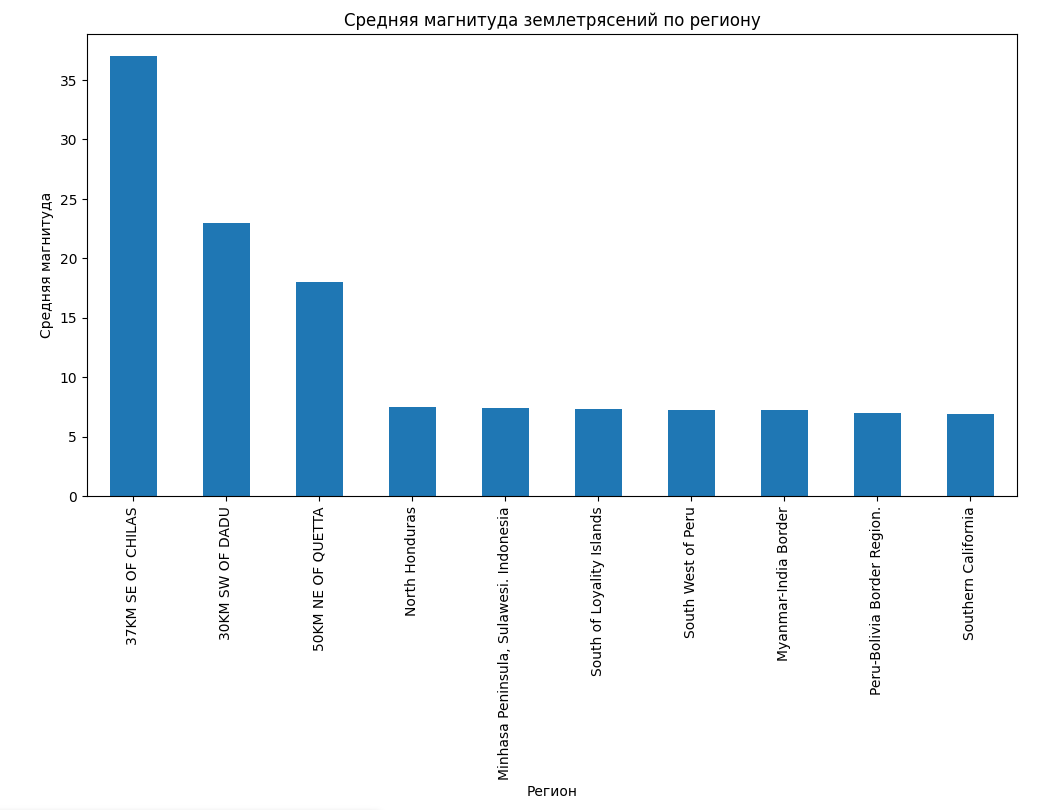 Средняя магнитуда землетрясений по региону
Средняя магнитуда
35
30
25
20
15
10
5
0
37KM SE OF CHILAS
30KM SW OF DADU
50KM NE OF QUETTA
North Honduras
Minhasa Peninsula, Sulawesi. Indonesia
South of Loyality Islands
South West of Peru
Myanmar-India Border
Peru-Bolivia Border Region.
Southern California
Регион